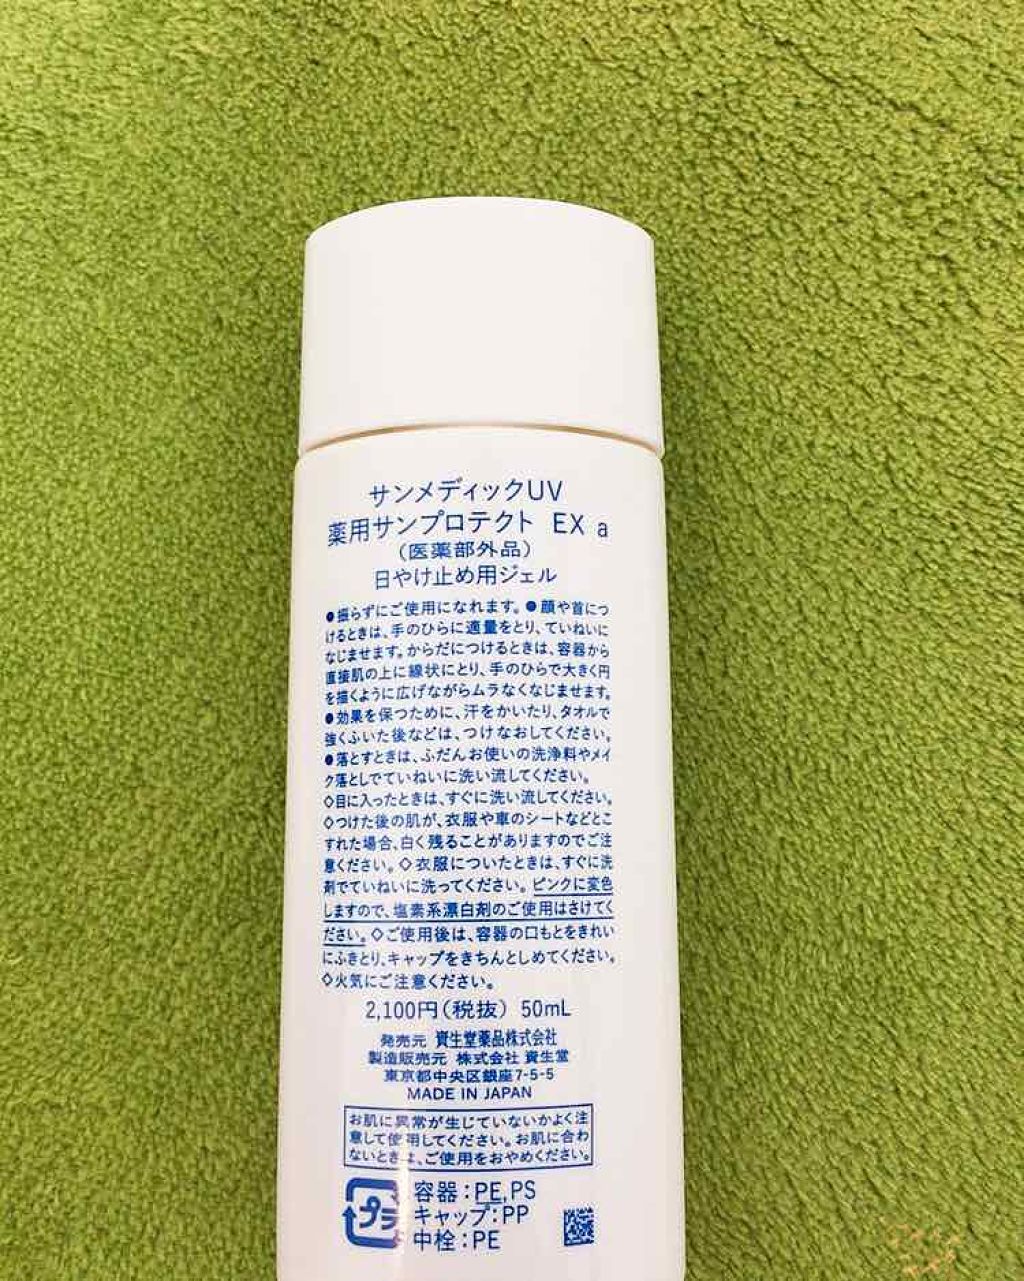 サンメディックUV
薬用サンプロテクト EX a
(医薬部外品)
日やけ止め用ジェル
●振らずにご使用になれます。●顔や首につ
けるときは、手のひらに適量をとり、ていねいに
なじませます。からだにつけるときは、容器から
直接肌の上に線状にとり、手のひらで大きく円
を描くように広げながらムラなくなじませます。
●効果を保つために、汗をかいたり、タオルで
強くふいた後などは、つけなおしてください。
●落とすときは、ふだんお使いの洗浄料やメイ
ク落としでていねいに洗い流してください。
◇目に入ったときは、すぐに洗い流してください。
◇つけた後の肌が、衣服や車のシートなどとこ
すれた場合、白く残ることがありますのでご注
意ください。◇衣服についたときは、すぐに洗
剤でていねいに洗ってください。ピンクに変色
しますので、塩素系漂白剤のご使用はさけてく
ださい。◇ご使用後は、容器の口もとをきれい
にふきとり、キャップをきちんとしめてください。
◇火気にご注意ください。
2,100円(税抜) 50mL
発売元 資生堂薬品株式会社
製造販売元 株式会社 資生堂
東京都中央区銀座7-5-5
MADE IN JAPAN
お肌に異常が生じていないかよく注
意して使用してください。お肌に合わ
ないときは、ご使用をおやめください。
プラ
容器:PE,PS
キャップ:PP
中栓:PE